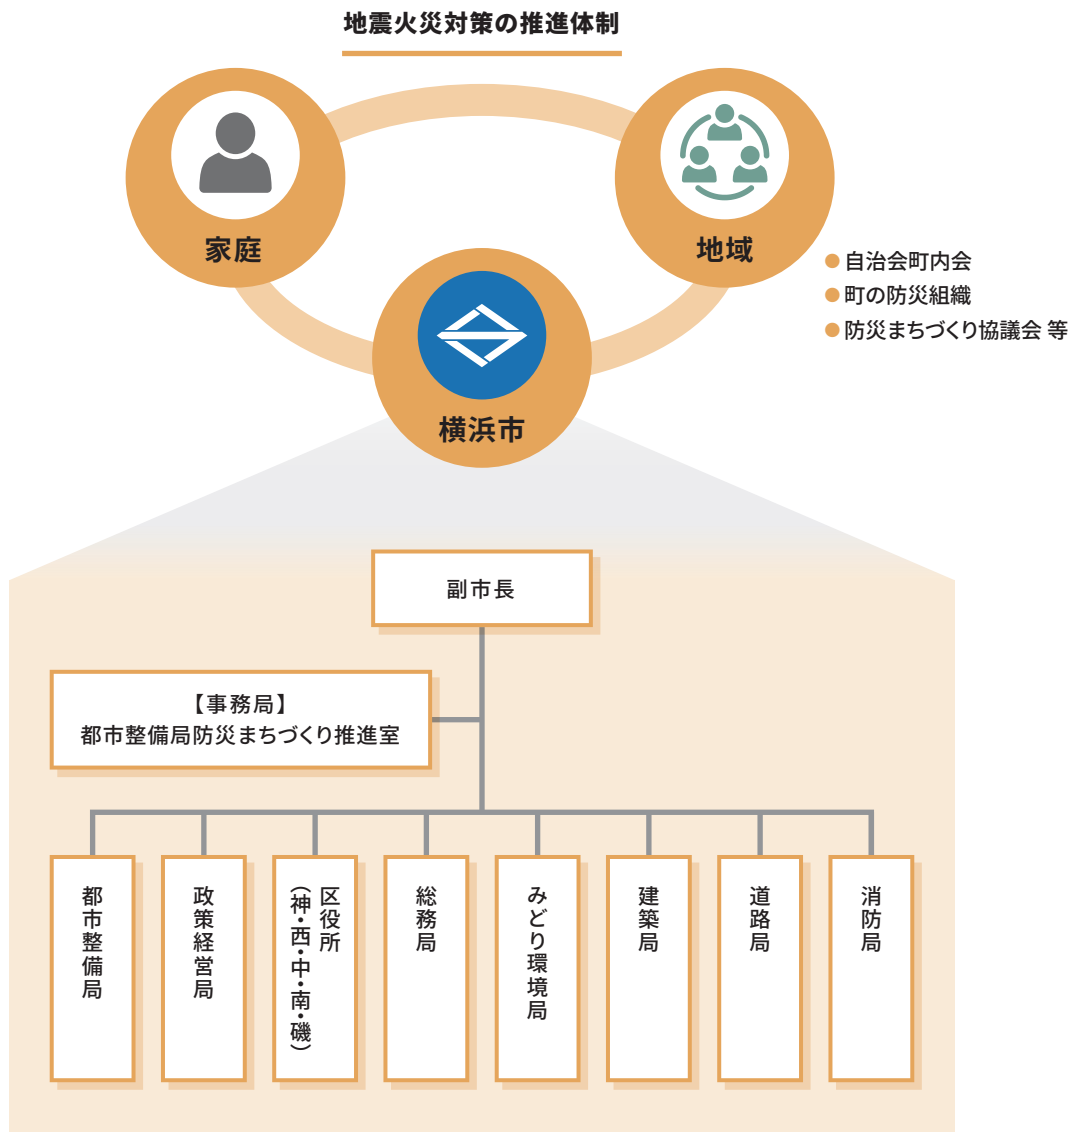 地震火災対策の推進体制
家庭
地域
自治会町内会
町の防災組織
防災まちづくり協議会 等
横浜市
副市長
【事務局】
都市整備局防災まちづくり推進室
都市整備局
政策経営局
区役所
（神・西・中・南・磯）
総務局
みどり環境局
建築局
道路局
消防局